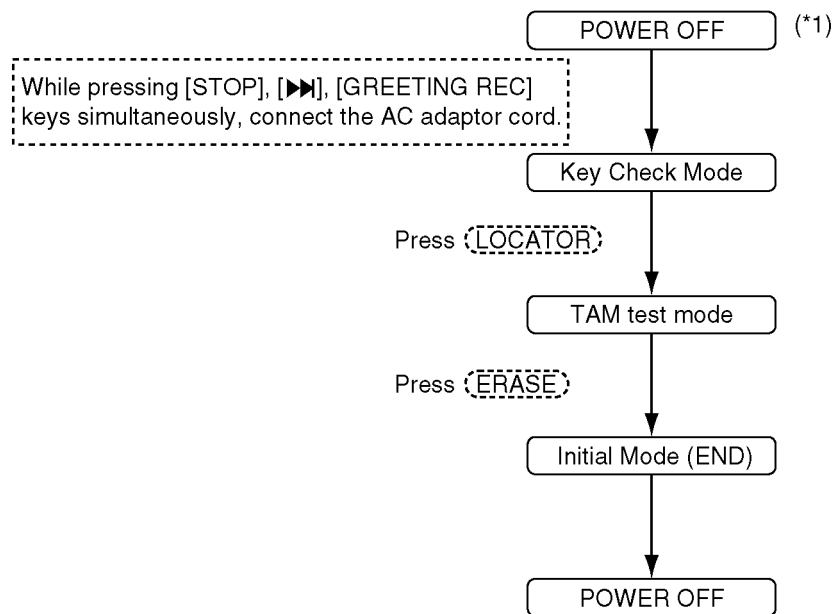 POWER OFF (*1)
While pressing [STOP], [▶▶|], [GREETING REC]
keys simultaneously, connect the AC adaptor cord.
Key Check Mode
Press LOCATOR
TAM test mode
Press ERASE
Initial Mode (END)
POWER OFF